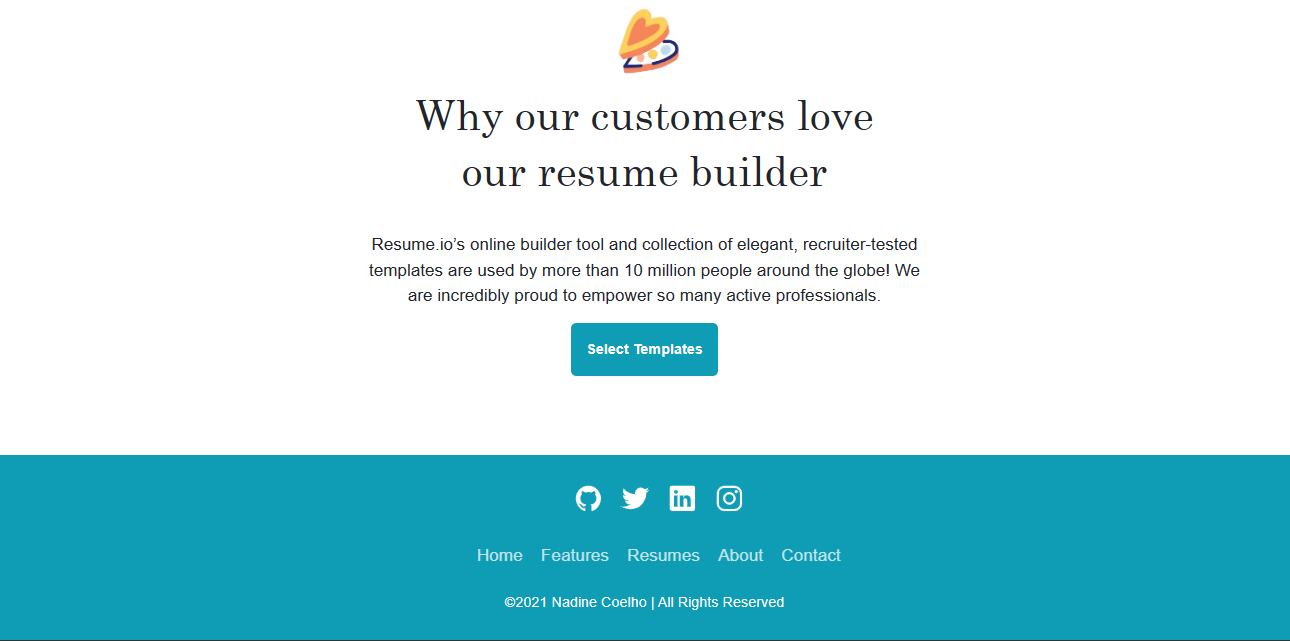 Why our customers love
our resume builder
Resume.io’s online builder tool and collection of elegant, recruiter-tested
templates are used by more than 10 million people around the globe! We
are incredibly proud to empower so many active professionals.
Select Templates
in
Home Features Resumes About Contact
©2021 Nadine Coelho | All Rights Reserved